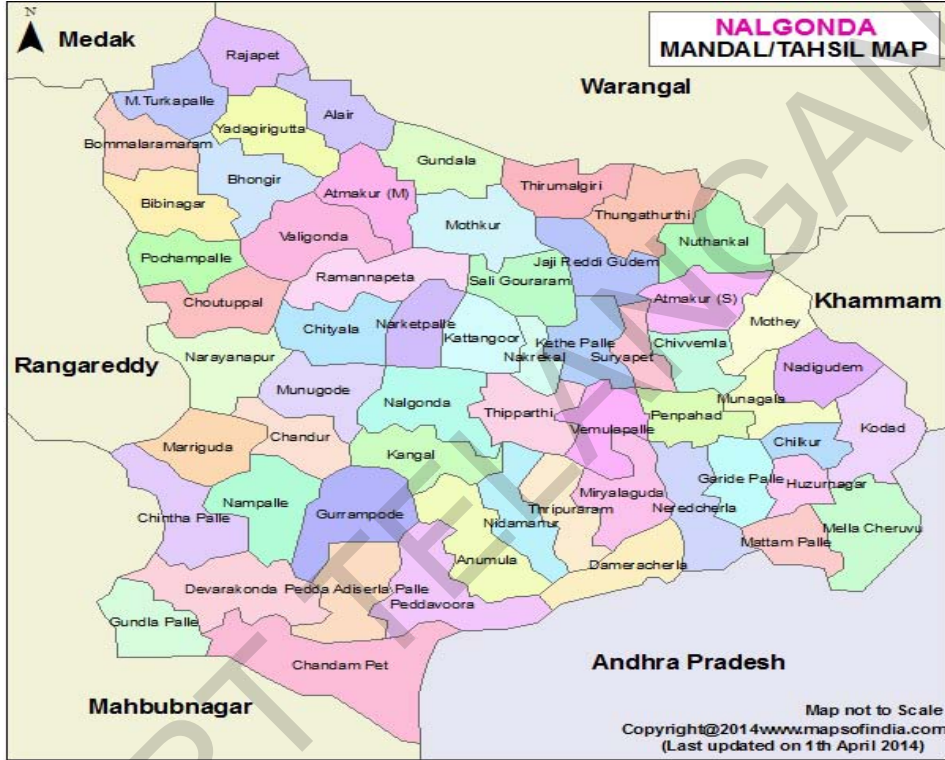 N
NALGONDA
MANDAL/TAHSIL MAP
Medak
Warangal
Rajapet
M.Turkapalle
Alair
Yadagirigutta
Bommalaramaram
Gundala
Bhongir
Atmakur (M)
Thirumalgiri
Bibinagar
Thungathurthi
Mothkur
Valigonda
Nuthankal
Pochampalle
Jaji Reddi Gudem
Ramannapeta
Sali Gouraram
Choutuppal
Atmakur (S)
Khammam
Mothey
Chityala
Narketpalle
Kattangoor
Kethe Palle
Chivvemla
Narayanapur
Nakrekal
Suryapet
Rangareddy
Nadigudem
Munugode
Nalgonda
Munagala
Thipparthi
Penpahad
Vemulapalle
Kodad
Chandur
Marriguda
Chilkur
Kangal
Garide Palle
Huzurnagar
Nampalle
Miryalaguda
Chintha Palle
Gurrampode
Thripuraram
Neredcherla
Nidamanur
Mella Cheruvu
Mattam Palle
Anumula
Dameracherla
Devarakonda
Pedda Adiserla Palle
Peddavoora
Gundla Palle
Chandam Pet
Andhra Pradesh
Mahbubnagar
Map not to Scale
Copyright@2014www.mapsofindia.com
(Last updated on 1th April 2014)
RT TELANGAN